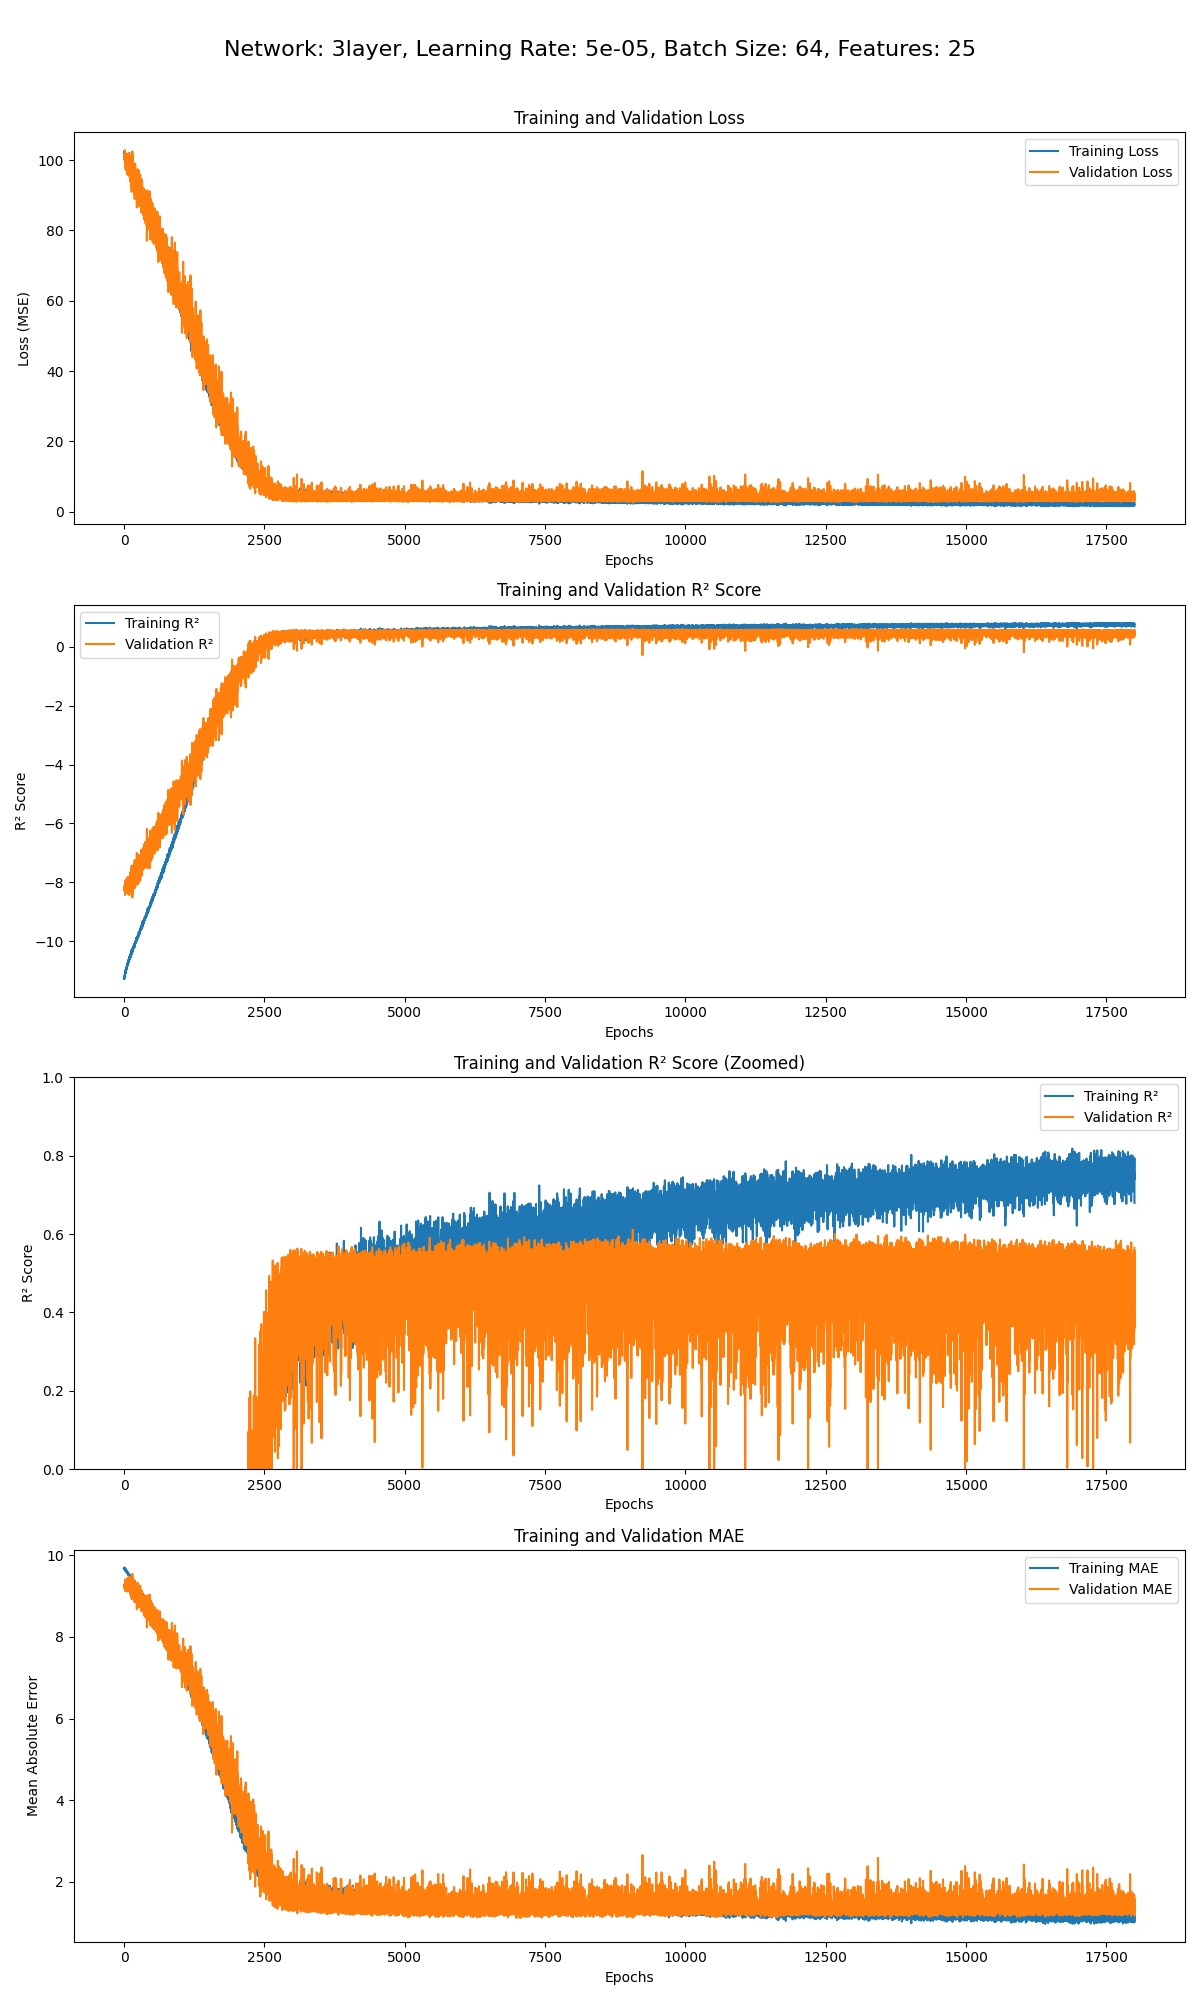 Network: 3layer, Learning Rate: 5e-05, Batch Size: 64, Features: 25
Training and Validation Loss
Training Loss
Validation Loss
Loss (MSE)
100
80
60
40
20
0
0 2500 5000 7500 10000 12500 15000 17500
Epochs
Training and Validation R² Score
Training R²
Validation R²
R² Score
0
−2
−4
−6
−8
−10
0 2500 5000 7500 10000 12500 15000 17500
Epochs
Training and Validation R² Score (Zoomed)
Training R²
Validation R²
R² Score
1.0
0.8
0.6
0.4
0.2
0.0
0 2500 5000 7500 10000 12500 15000 17500
Epochs
Training and Validation MAE
Training MAE
Validation MAE
Mean Absolute Error
10
8
6
4
2
0 2500 5000 7500 10000 12500 15000 17500
Epochs